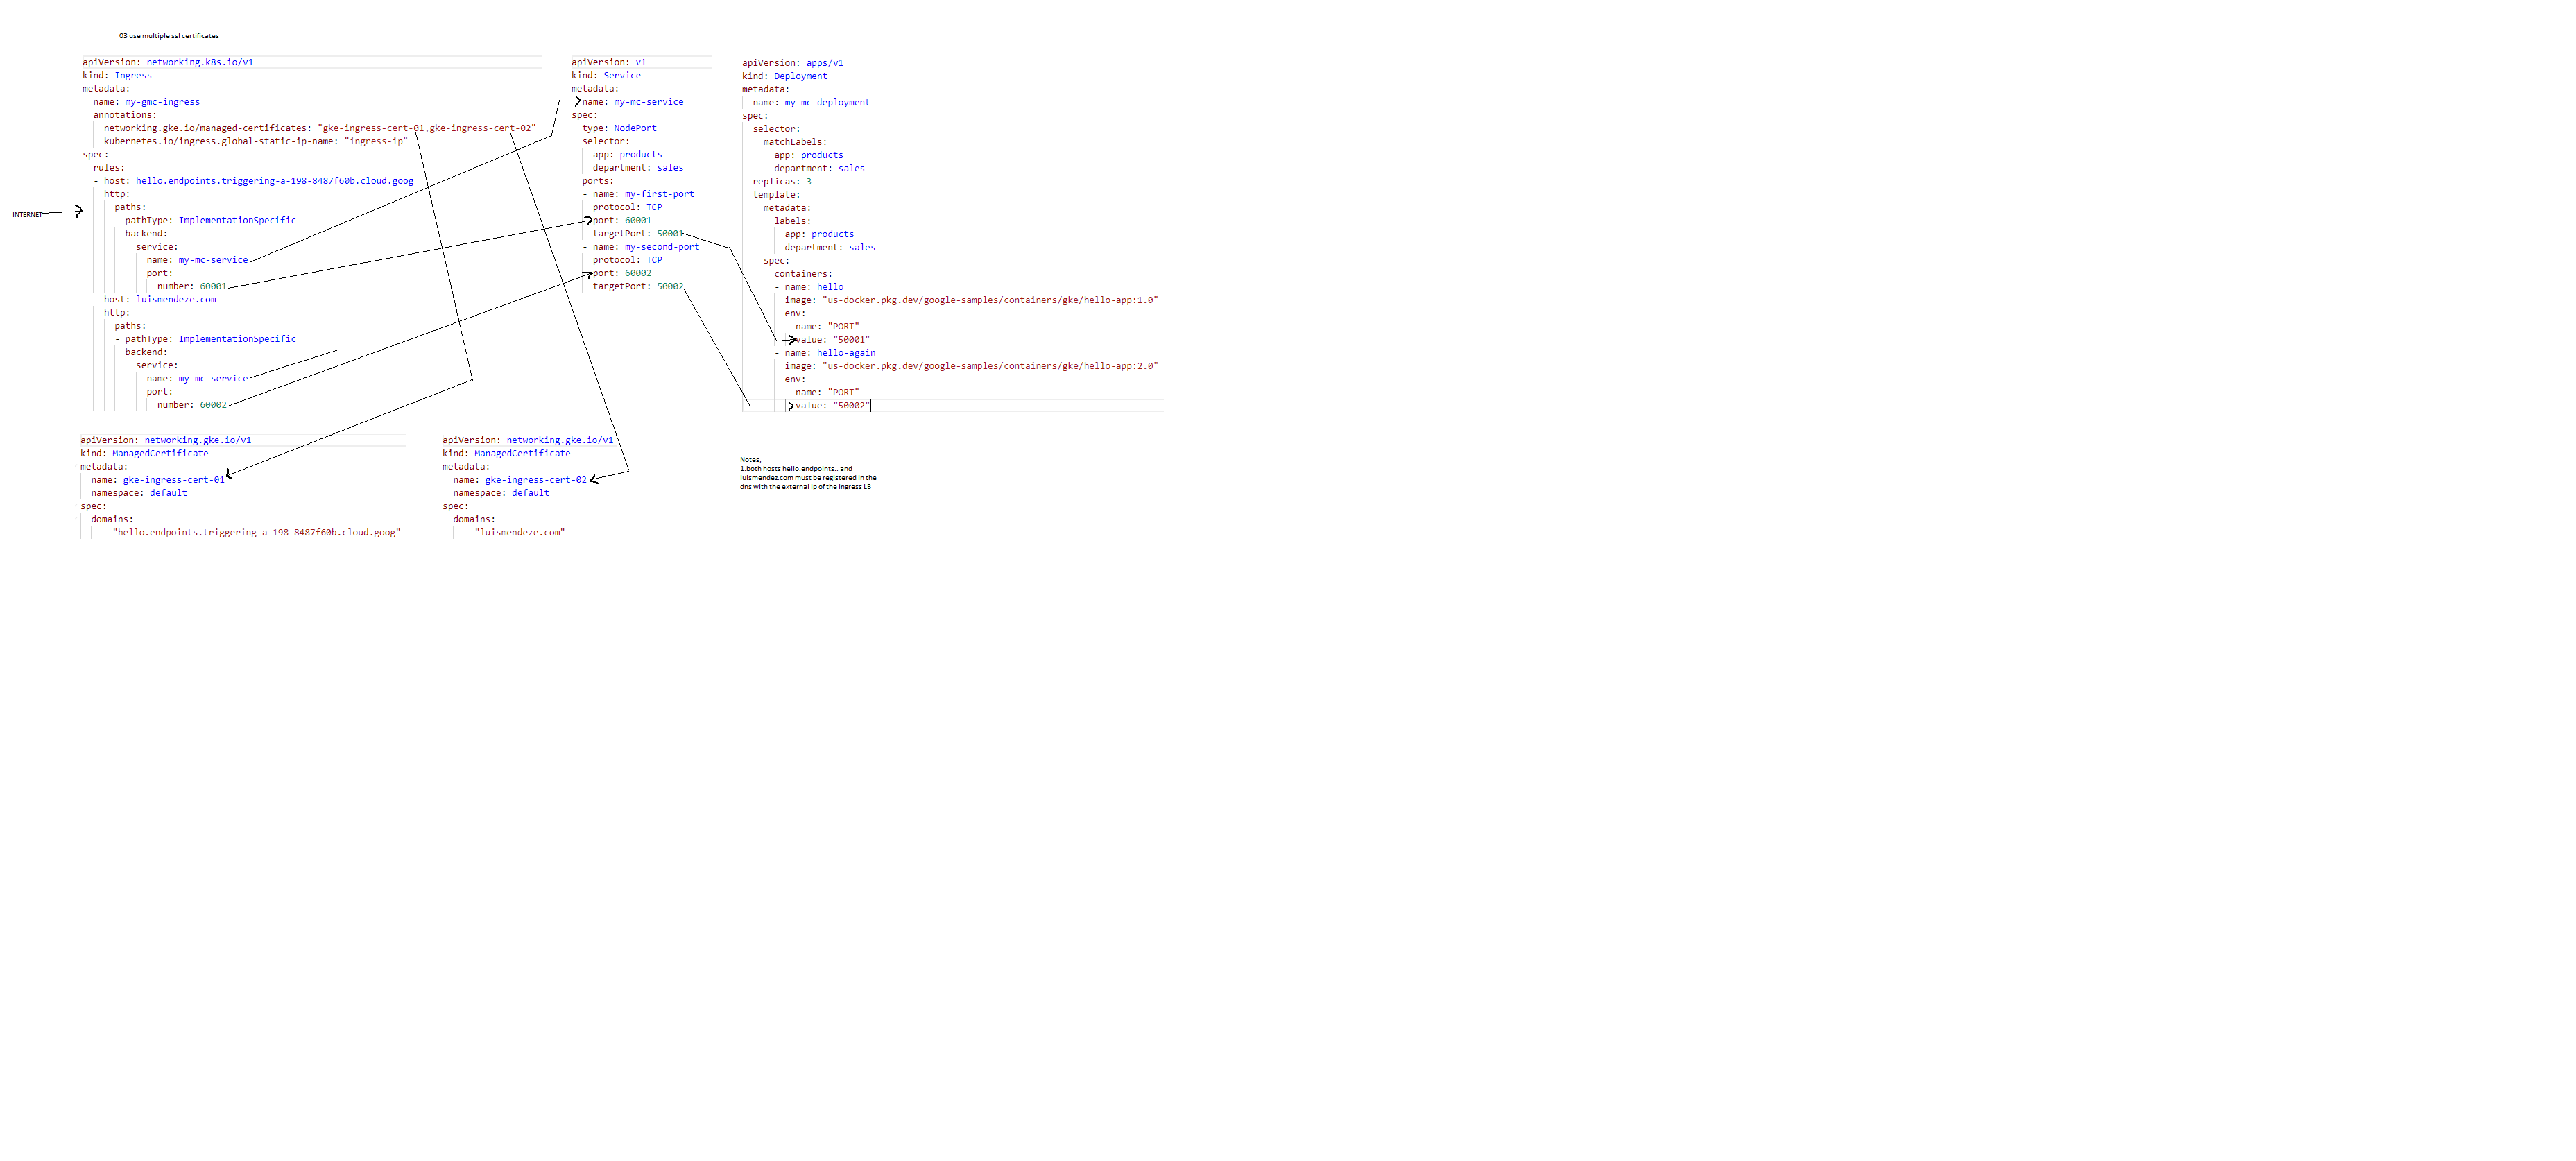 03 use multiple ssl certificates
apiVersion: networking.k8s.io/v1
kind: Ingress
metadata:
  name: my-gmc-ingress
  annotations:
    networking.gke.io/managed-certificates: "gke-ingress-cert-01,gke-ingress-cert-02"
    kubernetes.io/ingress.global-static-ip-name: "ingress-ip"
spec:
  rules:
  - host: hello.endpoints.triggering-a-198-8487f60b.cloud.goog
    http:
      paths:
      - pathType: ImplementationSpecific
        backend:
          service:
            name: my-mc-service
            port:
              number: 60001
  - host: luismendeze.com
    http:
      paths:
      - pathType: ImplementationSpecific
        backend:
          service:
            name: my-mc-service
            port:
              number: 60002
INTERNET
apiVersion: v1
kind: Service
metadata:
  name: my-mc-service
spec:
  type: NodePort
  selector:
    app: products
    department: sales
  ports:
  - name: my-first-port
    protocol: TCP
    port: 60001
    targetPort: 50001
  - name: my-second-port
    protocol: TCP
    port: 60002
    targetPort: 50002
apiVersion: apps/v1
kind: Deployment
metadata:
  name: my-mc-deployment
spec:
  selector:
    matchLabels:
      app: products
      department: sales
  replicas: 3
  template:
    metadata:
      labels:
        app: products
        department: sales
    spec:
      containers:
      - name: hello
        image: "us-docker.pkg.dev/google-samples/containers/gke/hello-app:1.0"
        env:
        - name: "PORT"
          value: "50001"
      - name: hello-again
        image: "us-docker.pkg.dev/google-samples/containers/gke/hello-app:2.0"
        env:
        - name: "PORT"
          value: "50002"
apiVersion: networking.gke.io/v1
kind: ManagedCertificate
metadata:
  name: gke-ingress-cert-01
  namespace: default
spec:
  domains:
    - "hello.endpoints.triggering-a-198-8487f60b.cloud.goog"
apiVersion: networking.gke.io/v1
kind: ManagedCertificate
metadata:
  name: gke-ingress-cert-02
  namespace: default
spec:
  domains:
    - "luismendeze.com"
Notes,
1.both hosts hello.endpoints.. and
luismendez.com must be registered in the
dns with the external ip of the ingress LB